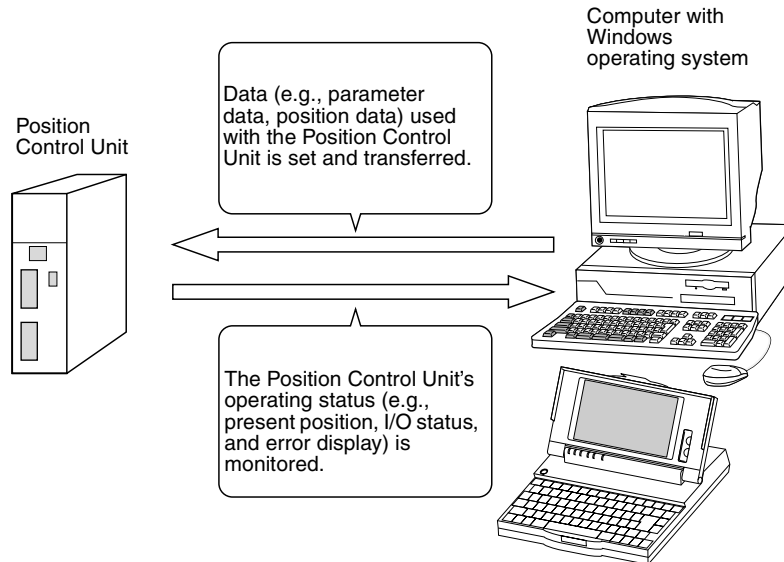 Computer with
Windows
operating system
Data (e.g., parameter
data, position data) used
with the Position Control
Unit is set and transferred.
Position
Control Unit
The Position Control Unit's
operating status (e.g.,
present position, I/O status,
and error display) is
monitored.